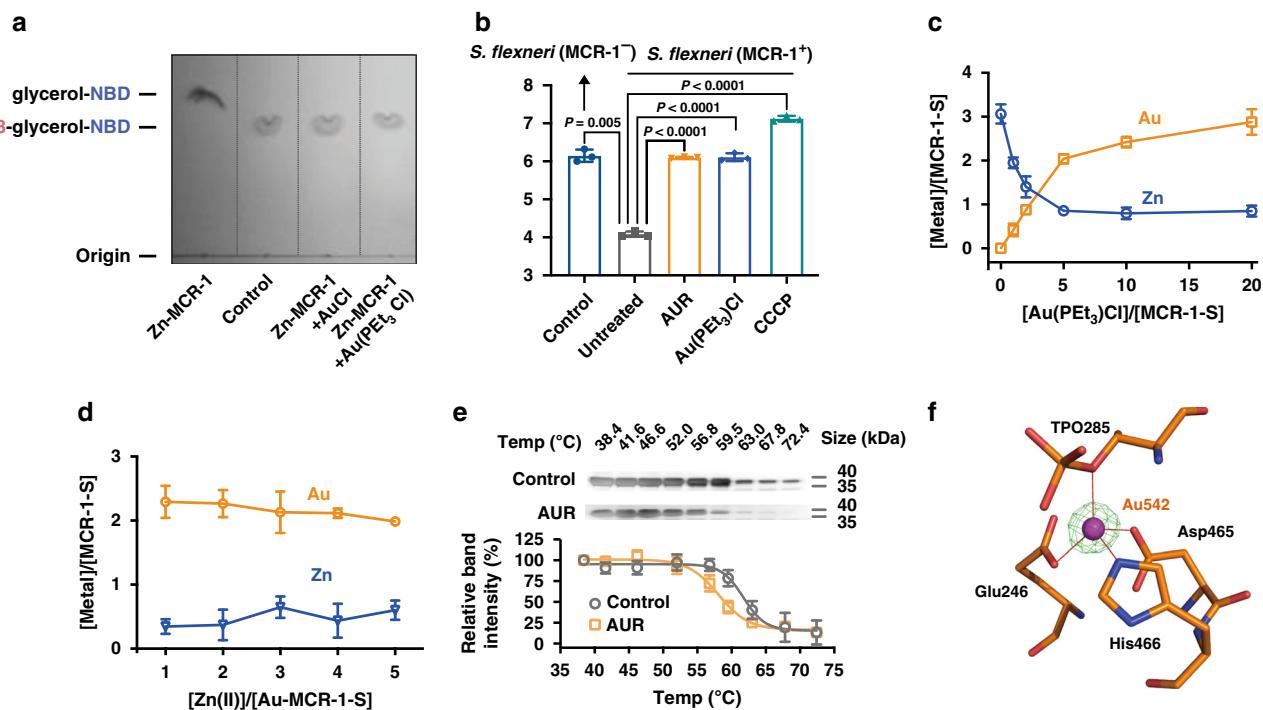 a
glycerol-NBD
3-glycerol-NBD
Origin
Zn-MCR-1
Control
Zn-MCR-1
+AuCl
Zn-MCR-1
+Au(PEt3 Cl)
b
S. flexneri (MCR-1–) S. flexneri (MCR-1+)
P < 0.0001
P < 0.0001
P = 0.005
P < 0.0001
8
7
6
5
4
3
Control
Untreated
AUR
Au(PEt3)Cl
CCCP
c
[Metal]/[MCR-1-S]
4
3
2
1
0
Au
Zn
0 5 10 15 20
[Au(PEt3)Cl]/[MCR-1-S]
d
[Metal]/[MCR-1-S]
3
2
1
0
Au
Zn
1 2 3 4 5
[Zn(II)]/[Au-MCR-1-S]
e
Temp (°C) 38.4 41.6 46.6 52.0 56.8 59.5 63.0 67.8 72.4 Size (kDa)
Control 40
35
AUR 40
35
Relative band
intensity (%)
125
100
75
50
25
0
Control
AUR
35 40 45 50 55 60 65 70 75
Temp (°C)
f
TPO285
Au542
Asp465
Glu246
His466